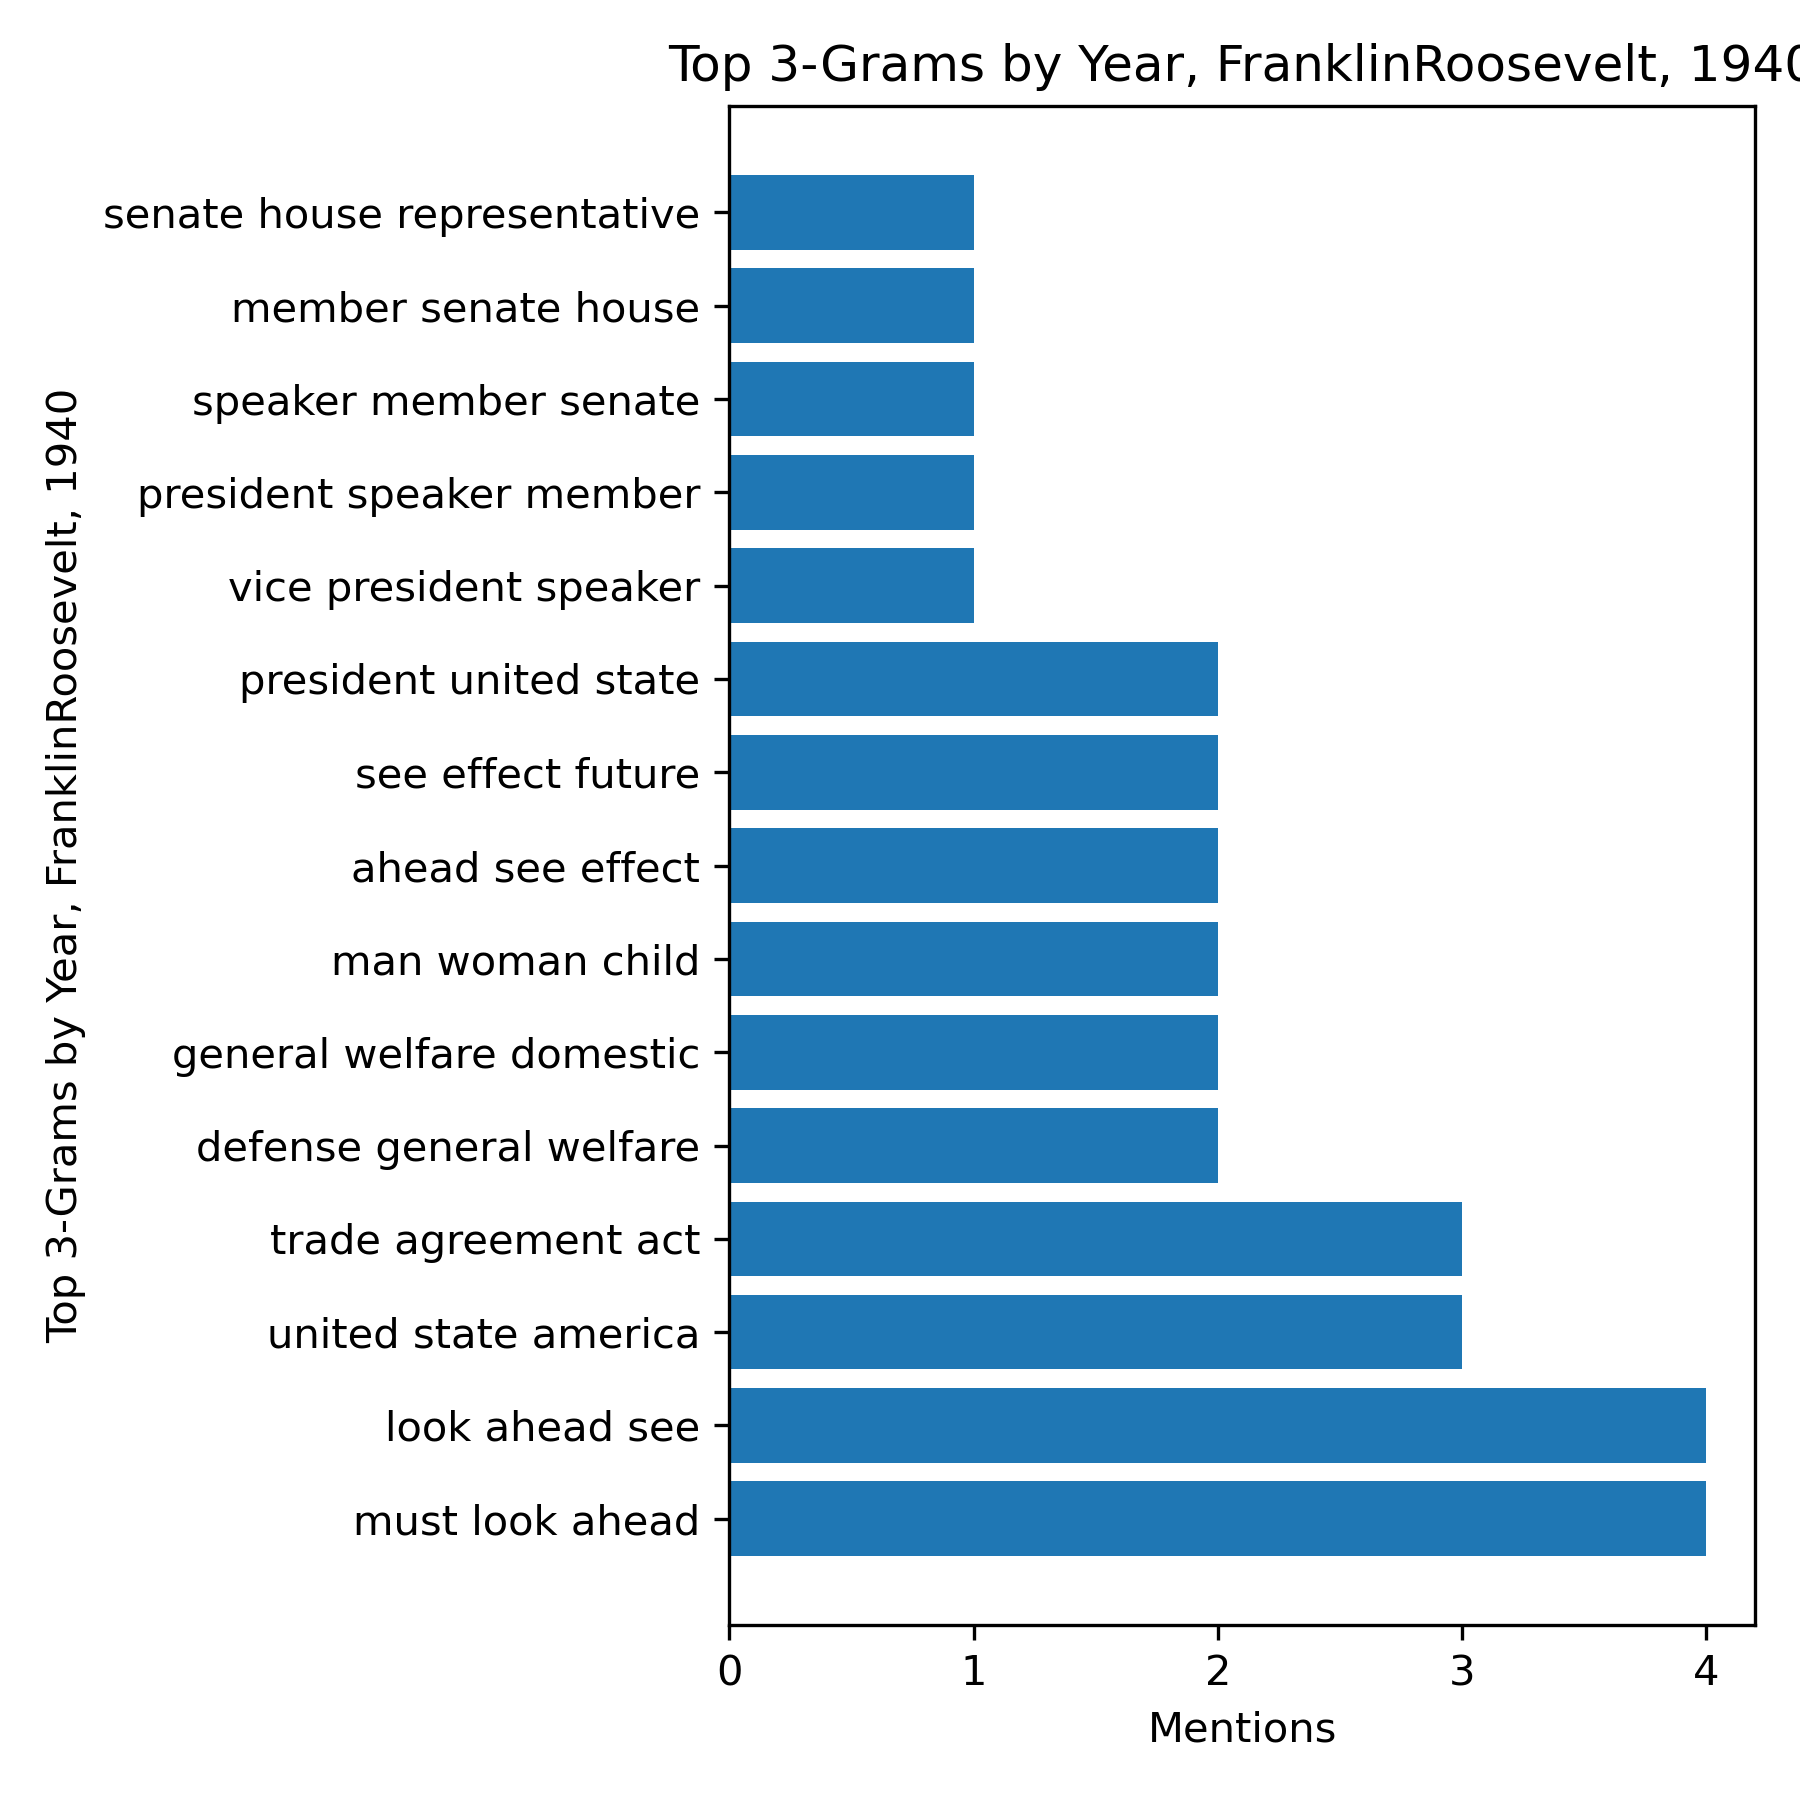 Top 3-Grams by Year, FranklinRoosevelt, 1940
senate house representative
member senate house
speaker member senate
president speaker member
vice president speaker
president united state
see effect future
ahead see effect
man woman child
general welfare domestic
defense general welfare
trade agreement act
united state america
look ahead see
must look ahead
Top 3-Grams by Year, FranklinRoosevelt, 1940
0 1 2 3 4
Mentions